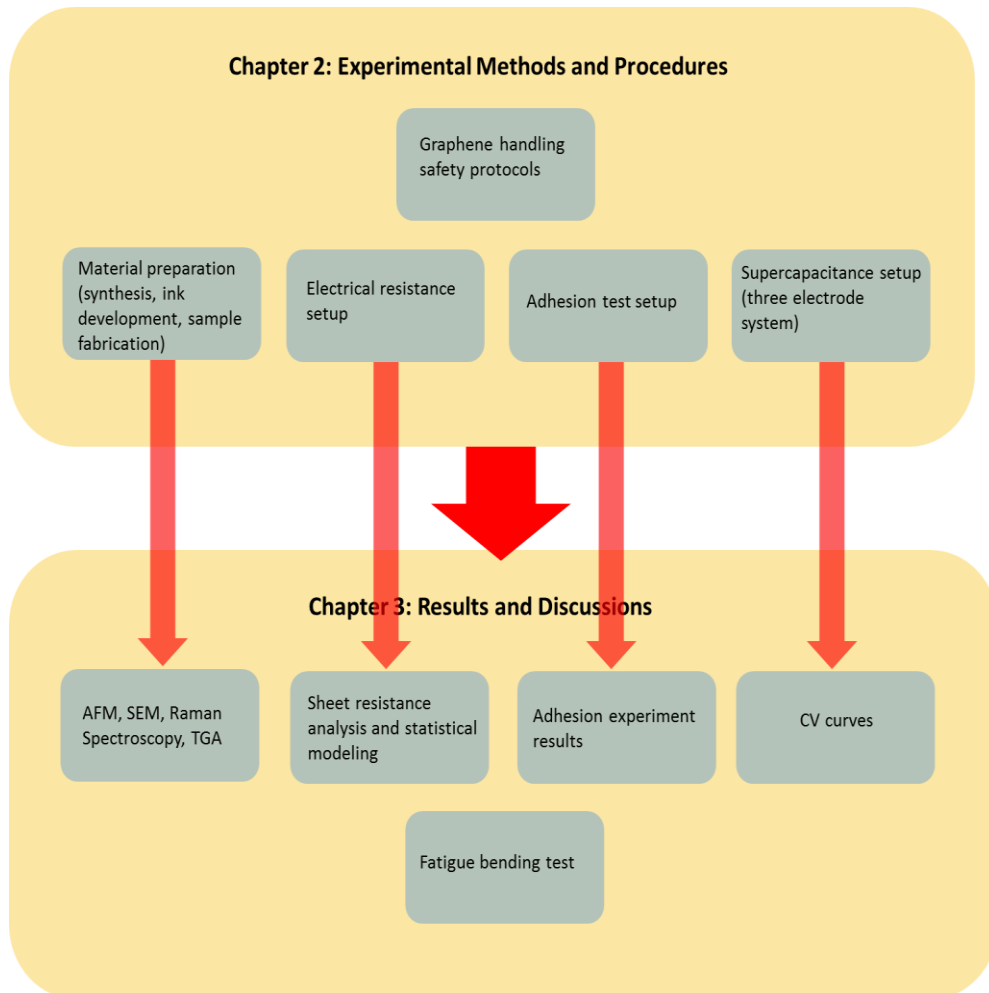 Chapter 2: Experimental Methods and Procedures
Graphene handling
safety protocols
Material preparation
(synthesis, ink
development, sample
fabrication)
Electrical resistance
setup
Adhesion test setup
Supercapacitance setup
(three electrode
system)
Chapter 3: Results and Discussions
AFM, SEM, Raman
Spectroscopy, TGA
Sheet resistance
analysis and statistical
modeling
Adhesion experiment
results
CV curves
Fatigue bending test